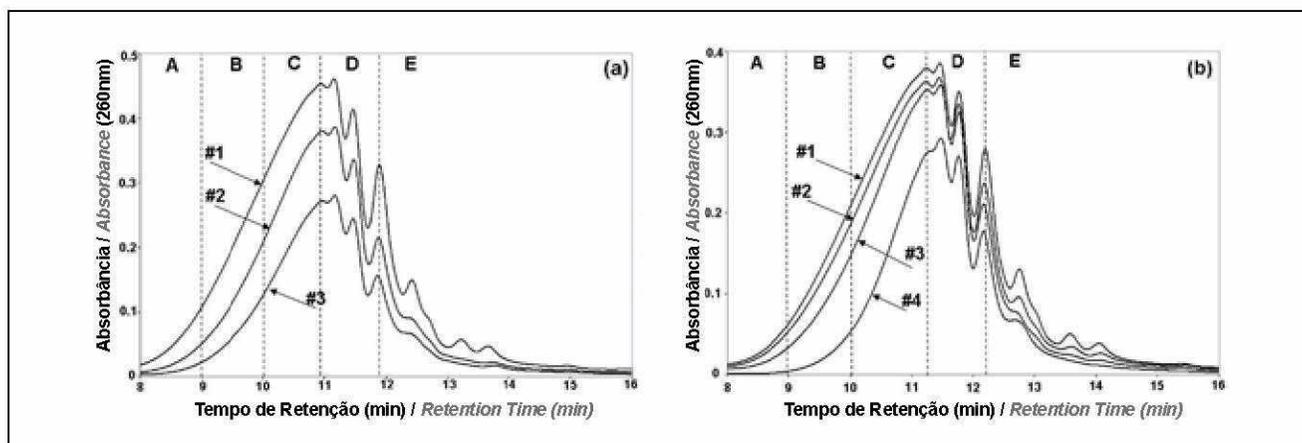 A B C D E (a)
0.5
0.4
0.3
0.2
0.1
0
#1
#2
#3
8 9 10 11 12 13 14 15 16
Absorbância / Absorbance (260nm)
Tempo de Retenção (min) / Retention Time (min)
A B C D E (b)
0.4
0.3
0.2
0.1
0
#1
#2
#3
#4
8 9 10 11 12 13 14 15 16
Absorbância / Absorbance (260nm)
Tempo de Retenção (min) / Retention Time (min)